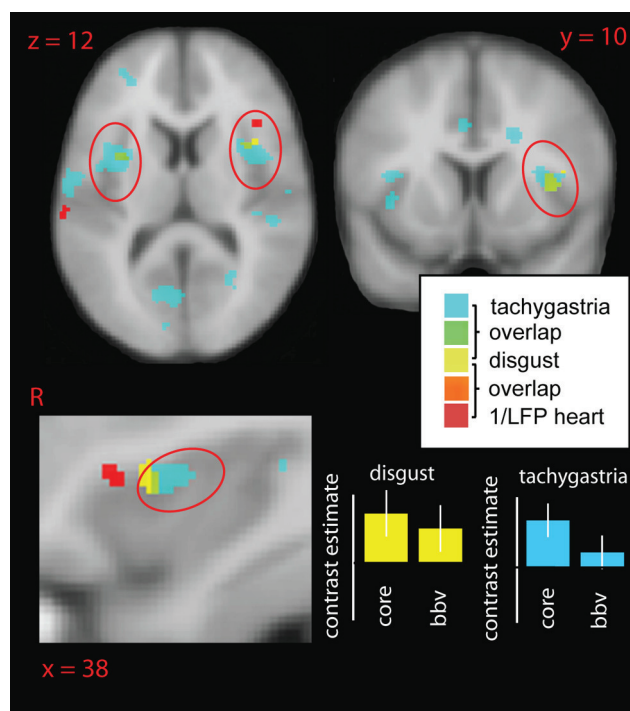 z = 12
y = 10
tachygastria
overlap
disgust
overlap
1/LFP heart
R
x = 38
disgust
contrast estimate
core
bbv
tachygastria
contrast estimate
core
bbv